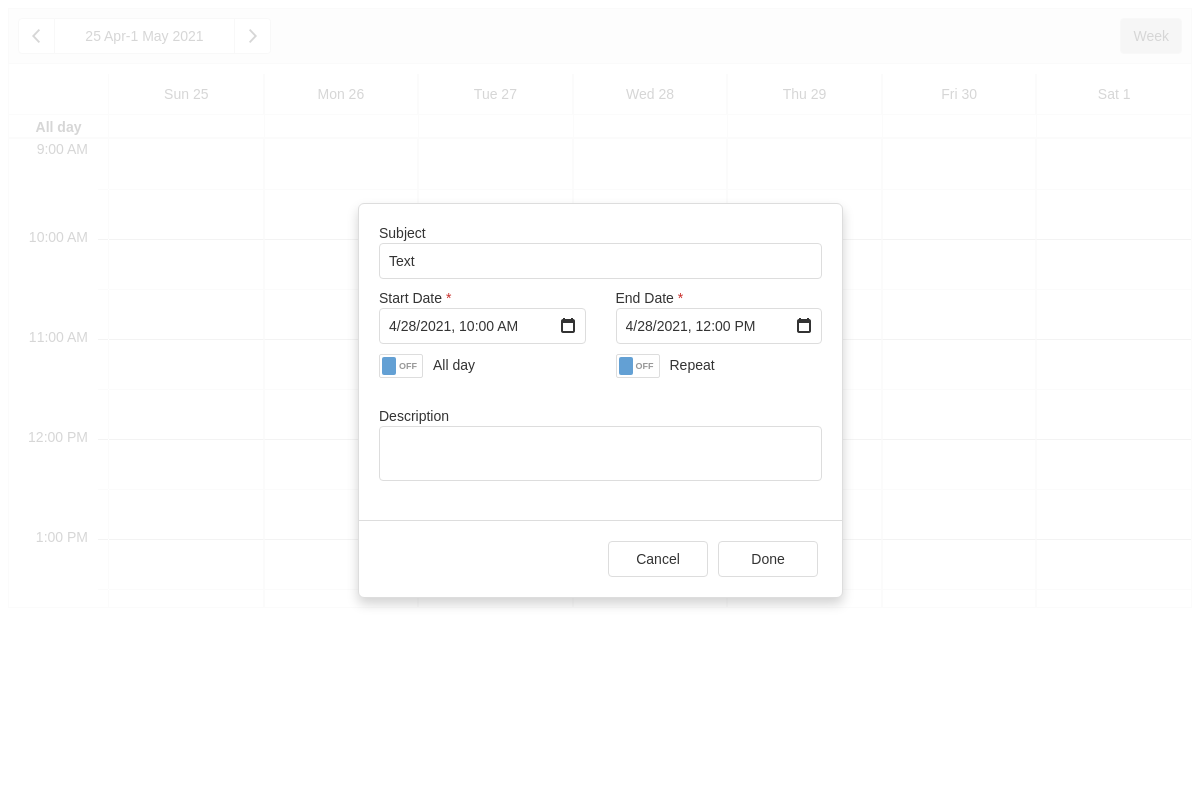 25 Apr-1 May 2021 Week
Sun 25 Mon 26 Tue 27 Wed 28 Thu 29 Fri 30 Sat 1
All day
9:00 AM
10:00 AM
11:00 AM
12:00 PM
1:00 PM
Subject
Text
Start Date * End Date *
4/28/2021, 10:00 AM 4/28/2021, 12:00 PM
OFF All day OFF Repeat
Description
Cancel Done